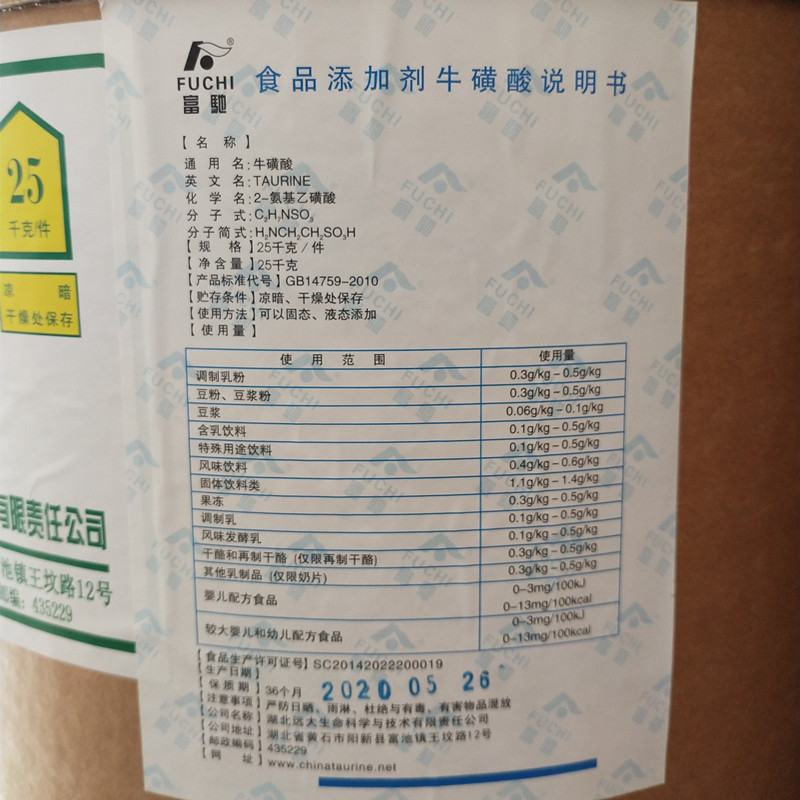 25
千克/件
凉 暗
干燥处保存
有限责任公司
池镇王坟路12号
435229
FUCHI®
富馳
食品添加剂牛磺酸说明书
【名 称】
通用名:牛磺酸
英文名:TAURINE
化学名:2-氨基乙磺酸
分子式:C₂H₇NSO₃
分子简式:H₂NCH₂CH₂SO₃H
【规 格】25千克/件
【净含量】25千克
【产品标准代号】GB14759-2010
【贮存条件】凉暗、干燥处保存
【使用方法】可以固态、液态添加
【使用量】
使用范围 使用量
调制乳粉 0.3g/kg-0.5g/kg
豆粉、豆浆粉 0.3g/kg-0.5g/kg
豆浆 0.06g/kg-0.1g/kg
含乳饮料 0.1g/kg-0.5g/kg
特殊用途饮料 0.1g/kg-0.5g/kg
风味饮料 0.4g/kg-0.6g/kg
固体饮料类 1.1g/kg-1.4g/kg
果冻 0.3g/kg-0.5g/kg
调制乳 0.1g/kg-0.5g/kg
风味发酵乳 0.1g/kg-0.5g/kg
干酪和再制干酪 (仅限再制干酪) 0.3g/kg-0.5g/kg
其他乳制品 (仅限奶片) 0.3g/kg-0.5g/kg
婴儿配方食品 0-3mg/100kJ
0-13mg/100kcal
较大婴儿和幼儿配方食品 0-3mg/100kJ
0-13mg/100kcal
【食品生产许可证号】SC20142022200019
【生产日期】2020 05 26
【保质期】36个月
【注意事项】严防日晒、雨淋、杜绝与有毒、有害物品混放
【公司名称】湖北远大生命科学与技术有限责任公司
【公司地址】湖北省黄石市阳新县富池镇王坟路12号
【邮政编码】435229
【网 址】www.chinataurine.net